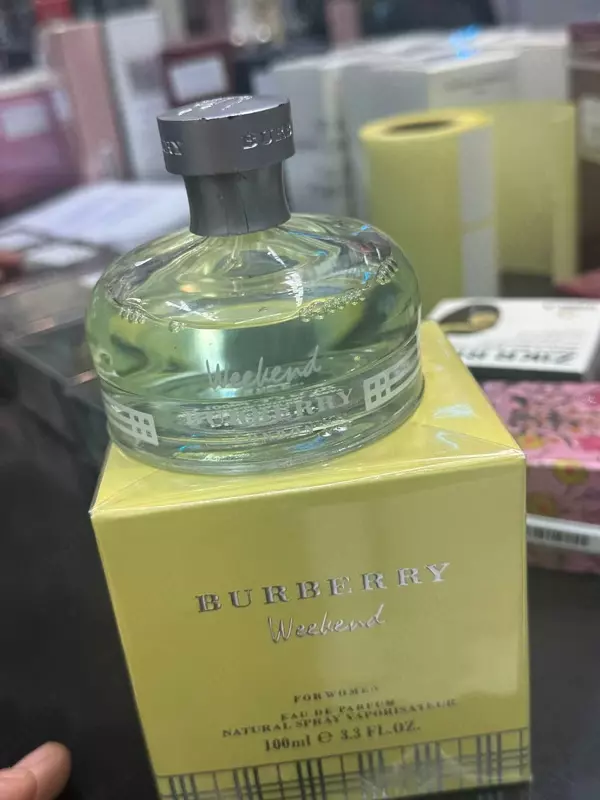 BURBERRY
Weekend
BURBERRY
BURBERRY
Weekend
FOR WOMEN
EAU DE PARFUM
NATURAL SPRAY VAPORISATEUR
100ml ℮ 3.3 FL.OZ.